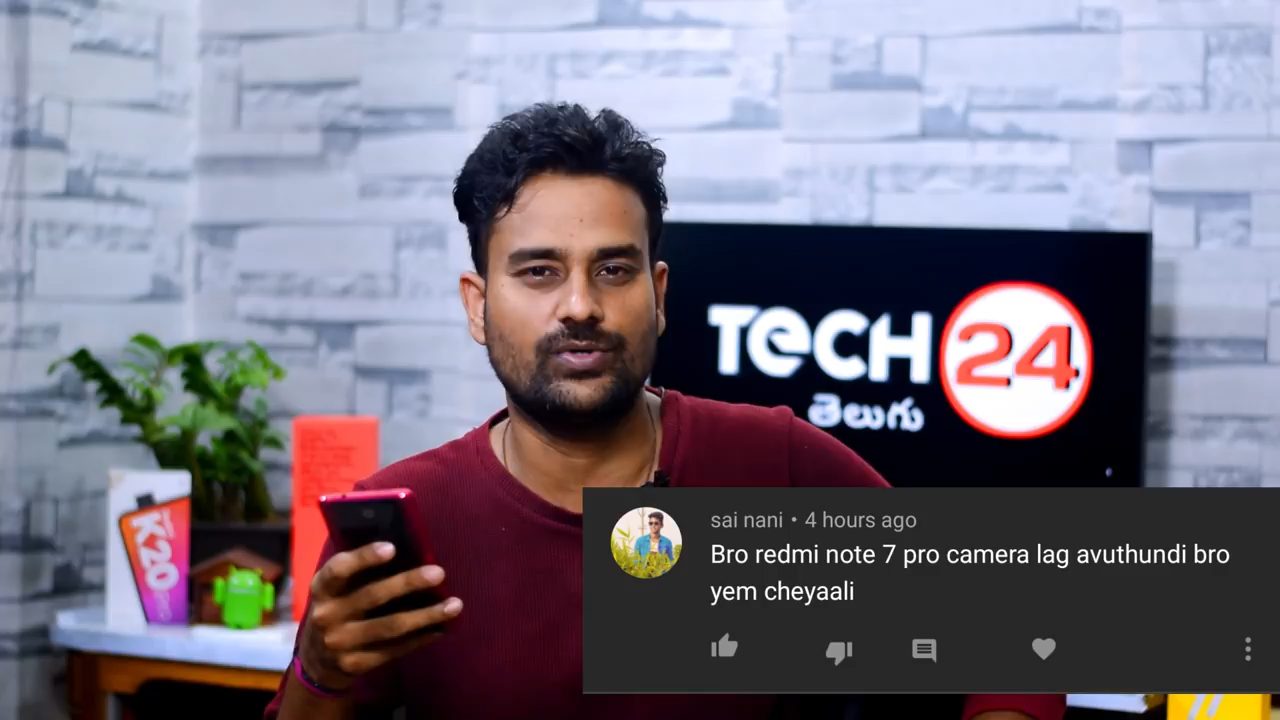 TECH 24
తెలుగు
K20
sai nani • 4 hours ago
Bro redmi note 7 pro camera lag avuthundi bro
yem cheyaali